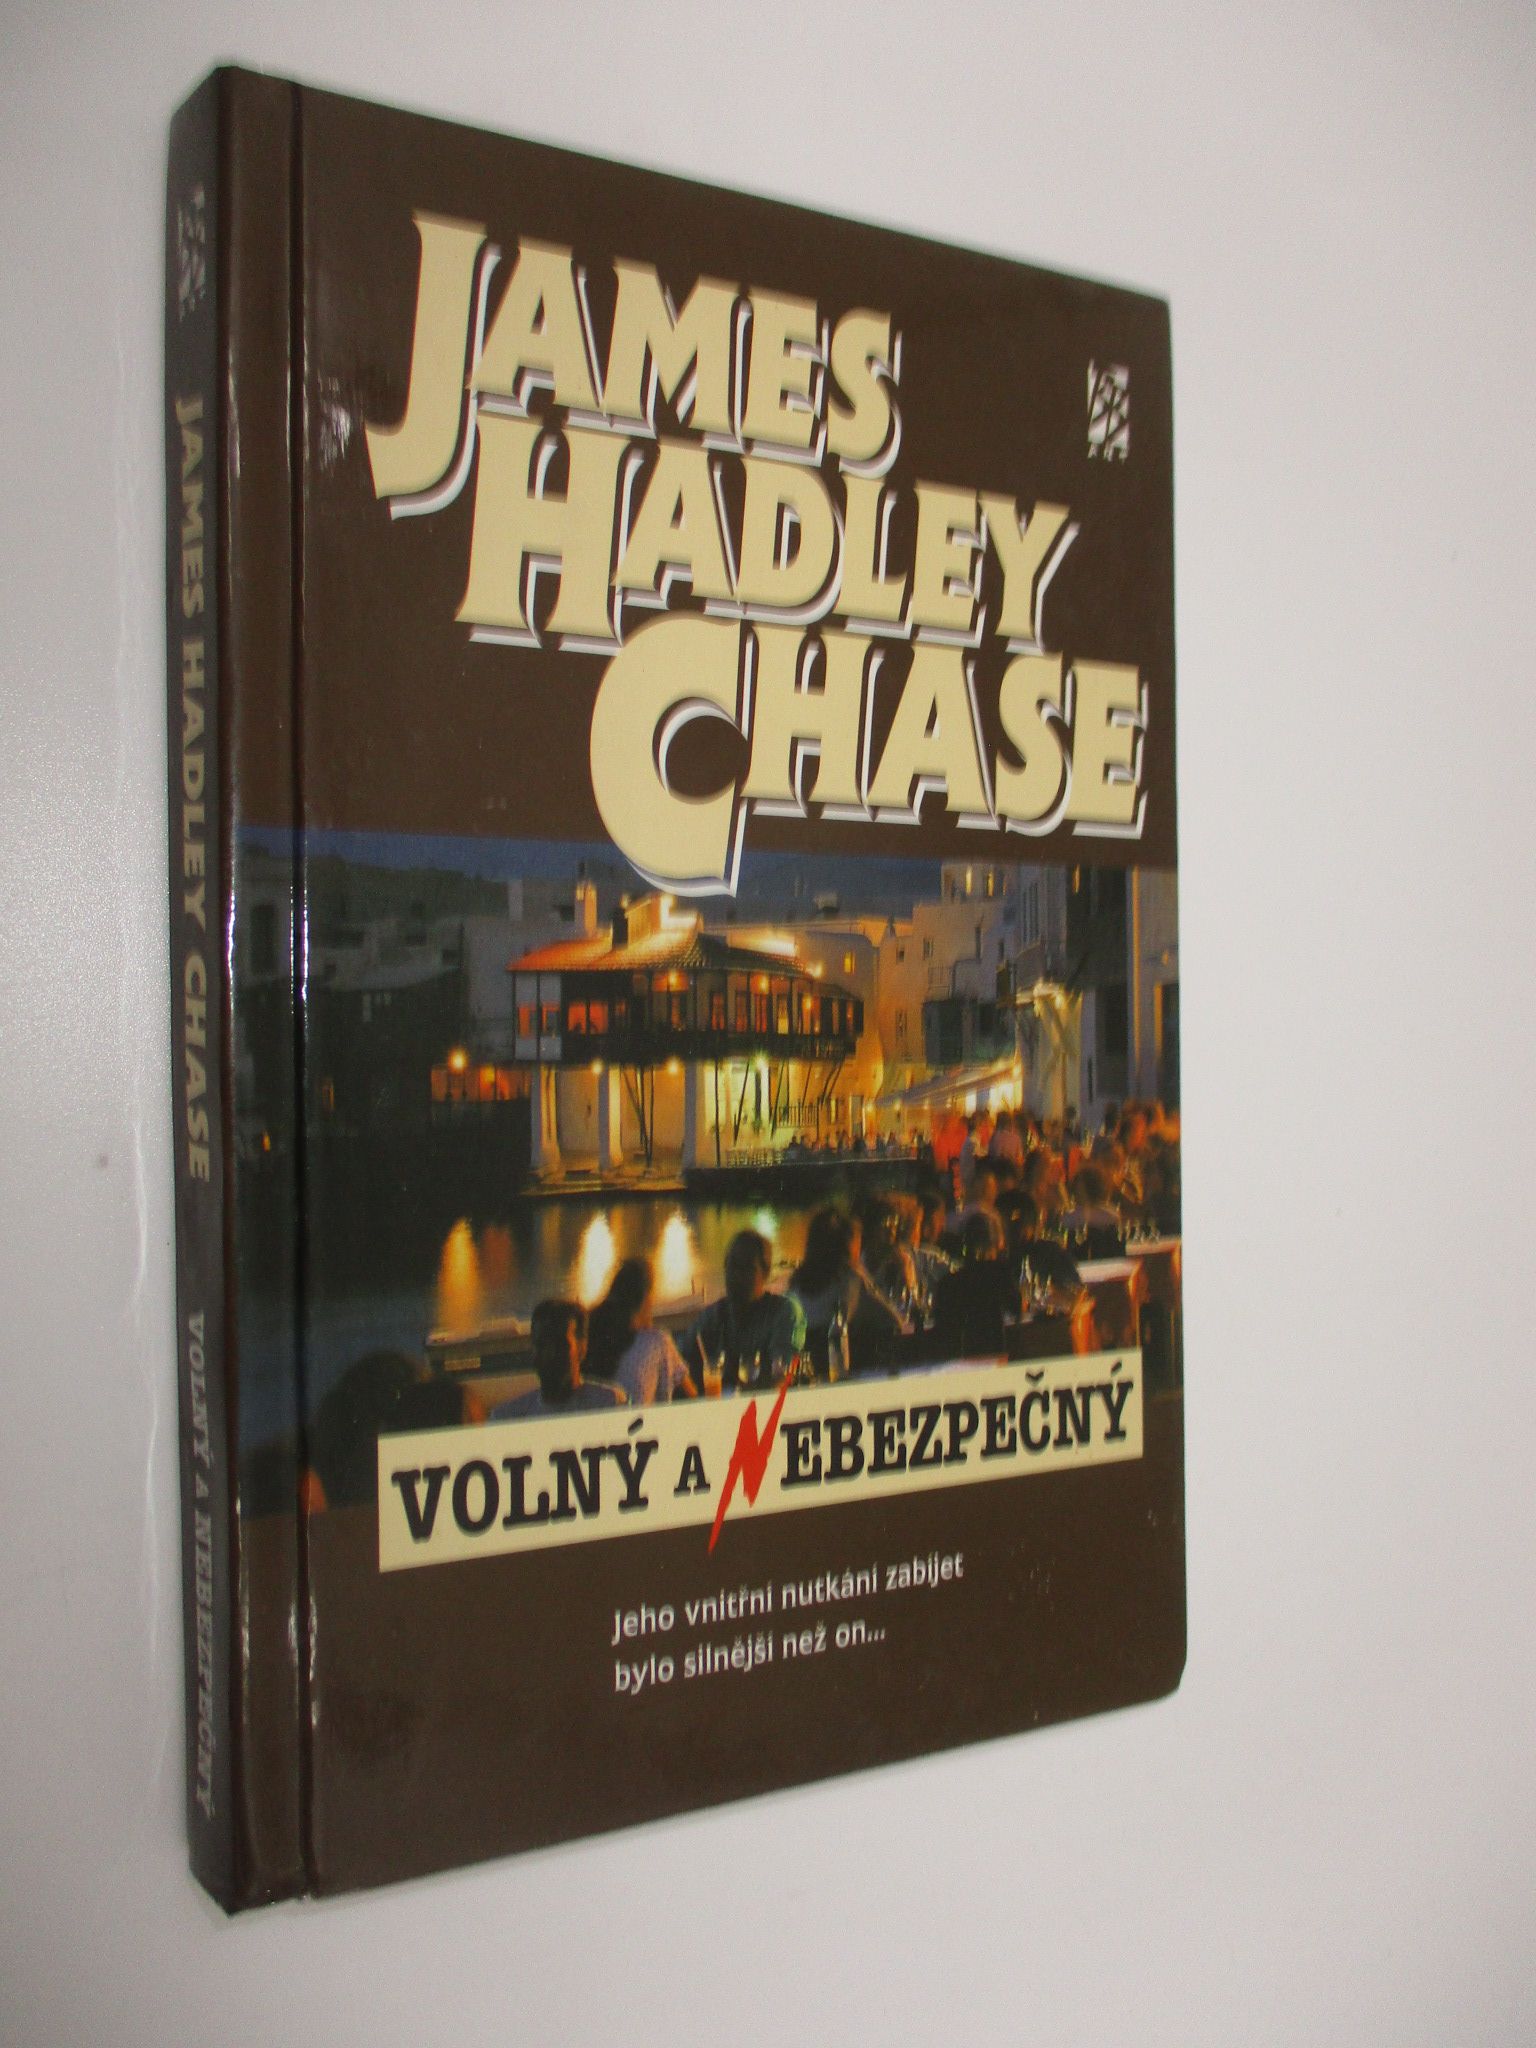 JAMES
HADLEY
CHASE
VOLNÝ A NEBEZPEČNÝ
Jeho vnitřní nutkání zabíjet
bylo silnější než on...
JAMES HADLEY CHASE VOLNÝ A NEBEZPEČNÝ